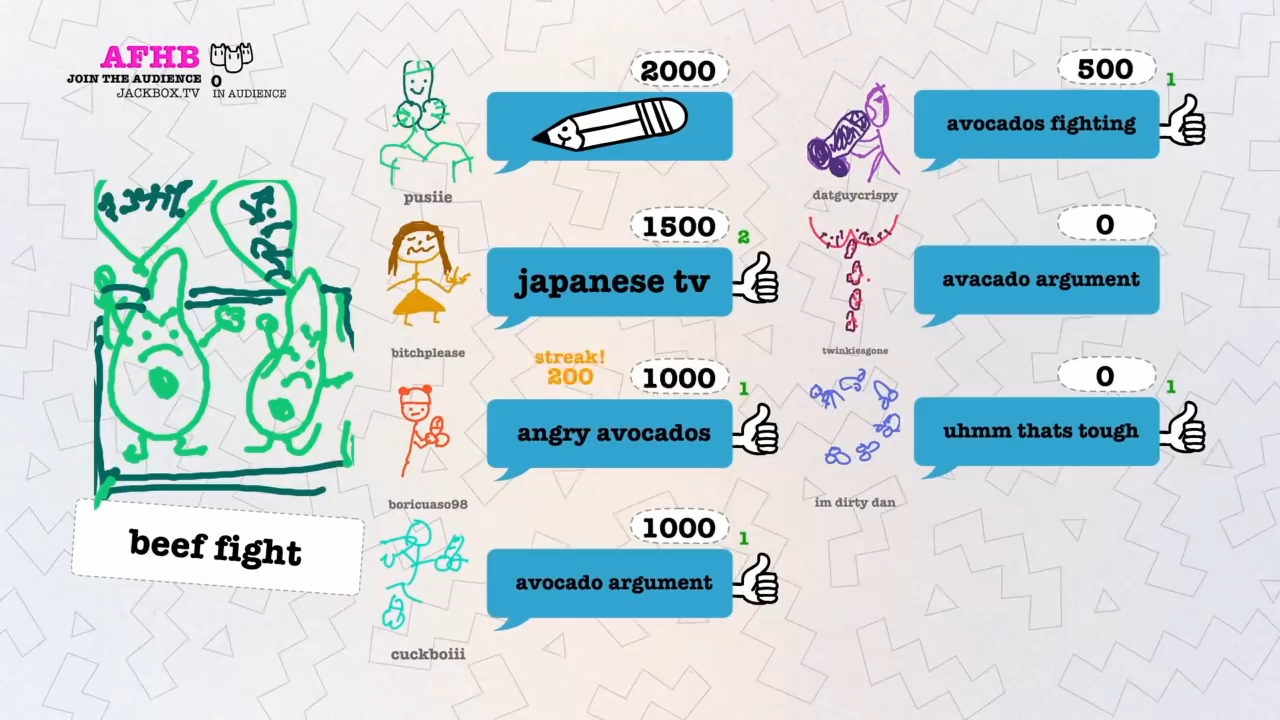 AFHB
JOIN THE AUDIENCE
JACKBOX.TV
0
IN AUDIENCE
beef fight
2000
pusiie
1500
2
japanese tv
bitchplease
streak!
200
1000
1
angry avocados
boricuaso98
1000
1
avocado argument
cuckboiii
500
1
avocados fighting
datguycrispy
0
avacado argument
twinkiesgone
0
1
uhmm thats tough
im dirty dan